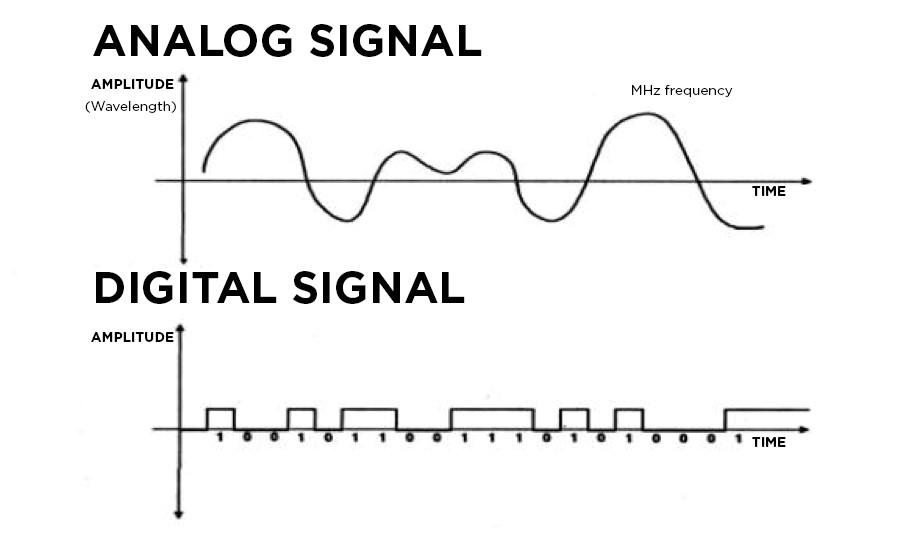 ANALOG SIGNAL
AMPLITUDE
(Wavelength)
MHz frequency
TIME
DIGITAL SIGNAL
AMPLITUDE
1 0 0 1 0 1 1 0 0 1 1 1 0 1 0 1 0 0 0 1
TIME